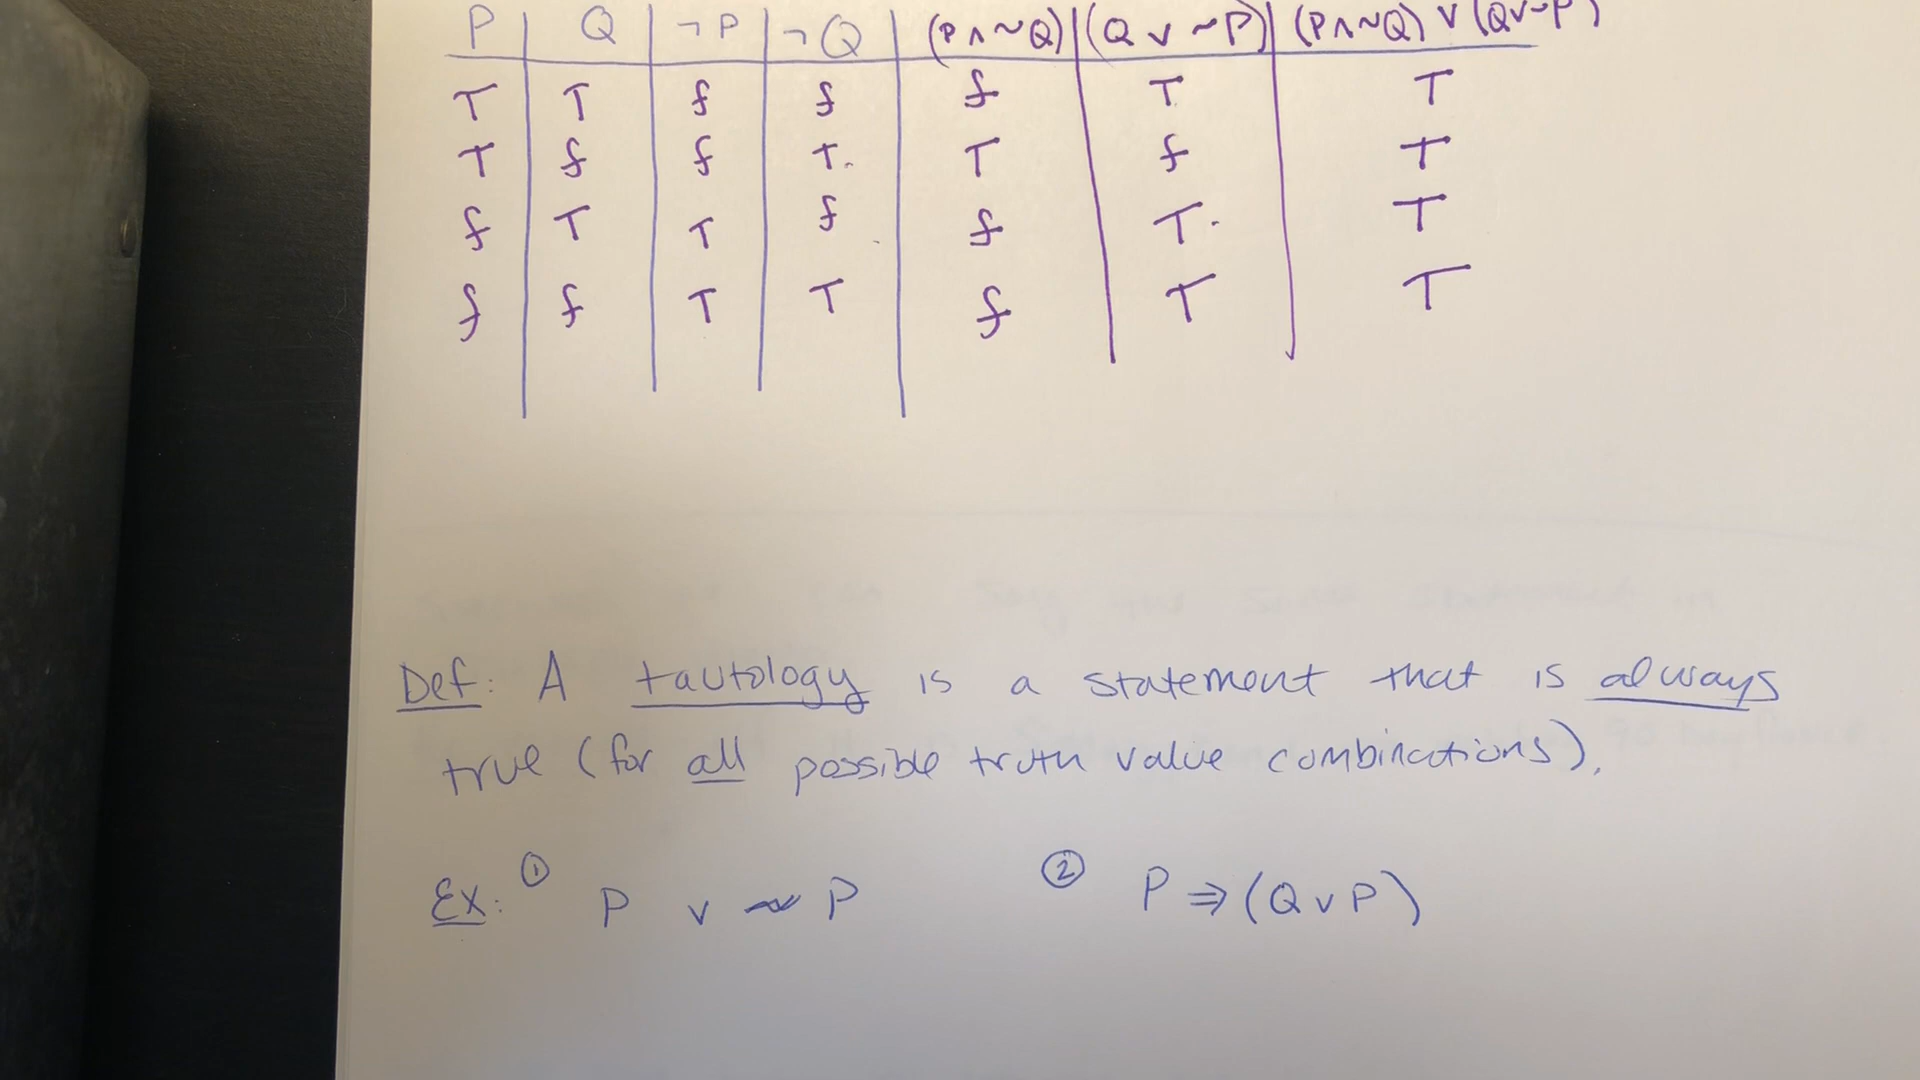 P Q ¬P ¬Q (P ∧ ~Q) (Q ∨ ~P) (P∧~Q) ∨ (Q∨~P)
T T f f f T T
T f f T. T f T
f T T f f T. T
f f T T f T T
Def: A tautology is a statement that is always
true (for all possible truth value combinations).
Ex: ① P ∨ ~P ② P ⇒ (Q ∨ P)